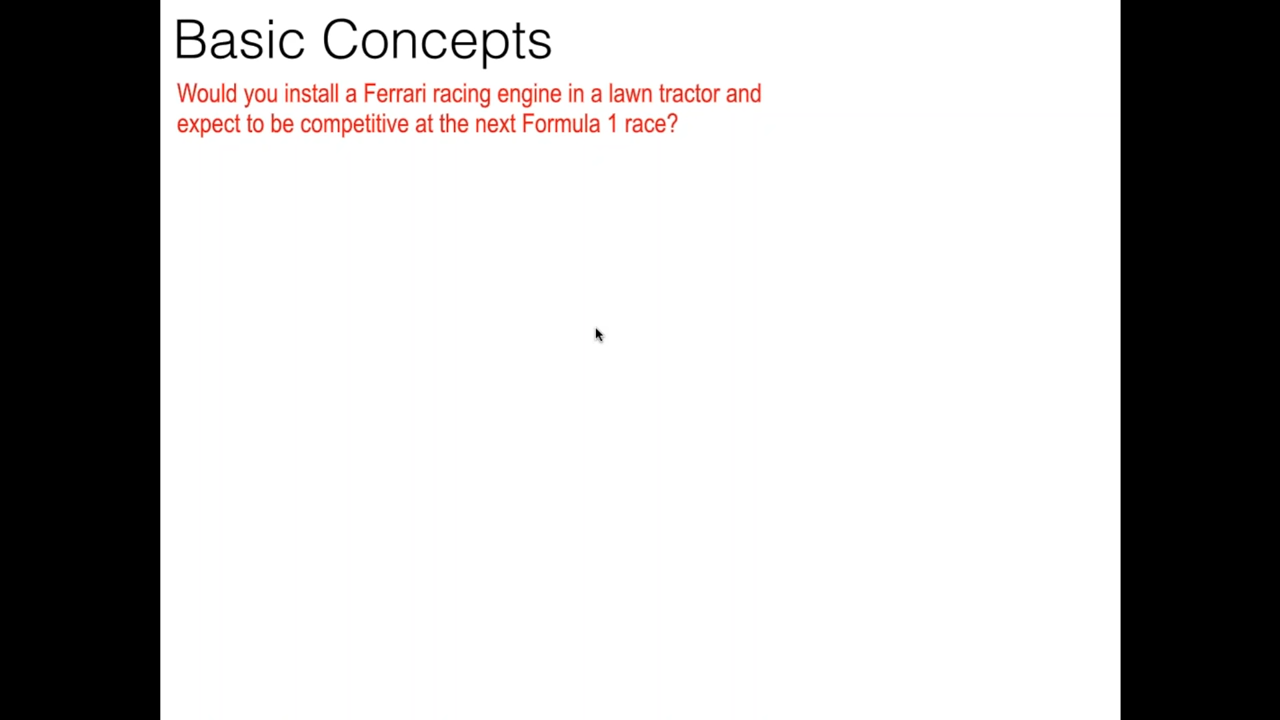 Basic Concepts
Would you install a Ferrari racing engine in a lawn tractor and
expect to be competitive at the next Formula 1 race?